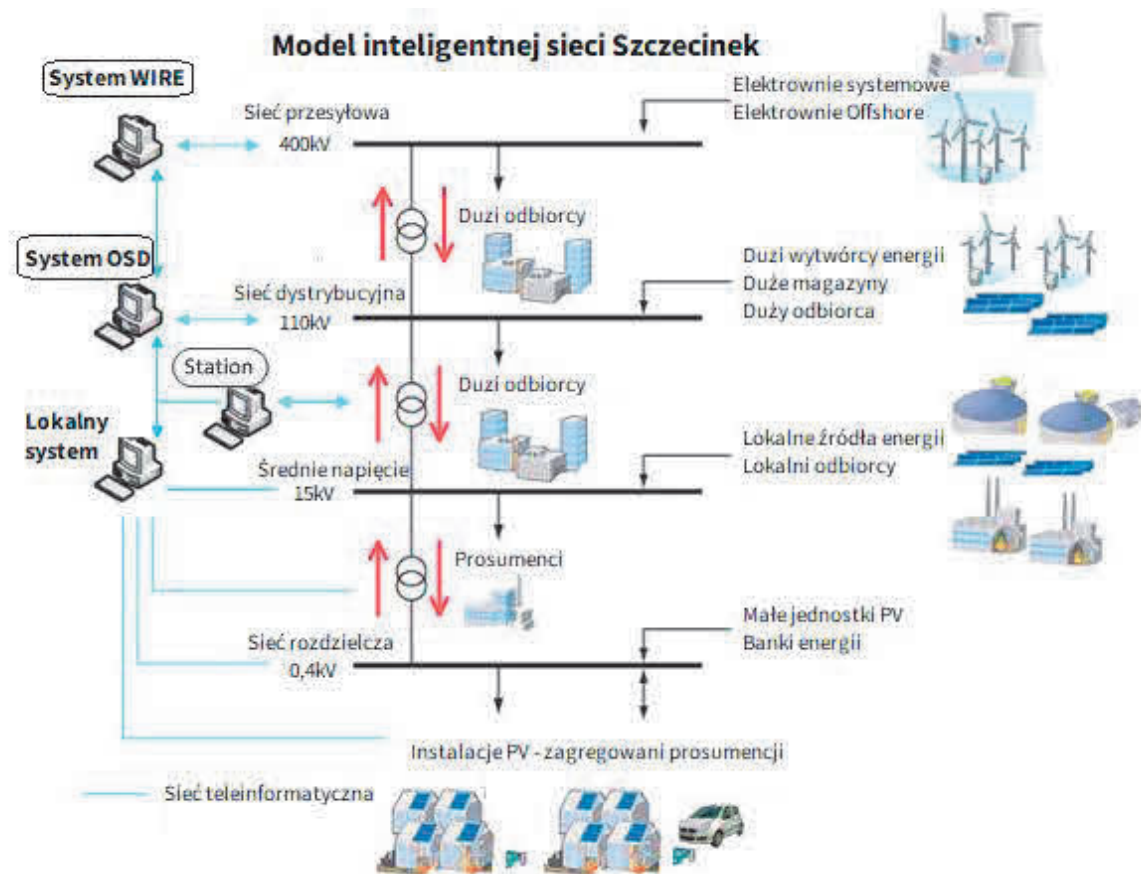 Model inteligentnej sieci Szczecinek
System WIRE
Elektrownie systemowe
Elektrownie Offshore
Sieć przesyłowa
400kV
Duzi odbiorcy
System OSD
Duzi wytwórcy energii
Duże magazyny
Duży odbiorca
Sieć dystrybucyjna
110kV
Station
Duzi odbiorcy
Lokalny
system
Lokalne źródła energii
Lokalni odbiorcy
Średnie napięcie
15kV
Prosumenci
Małe jednostki PV
Banki energii
Sieć rozdzielcza
0,4kV
Instalacje PV - zagregowani prosumencji
Sieć teleinformatyczna